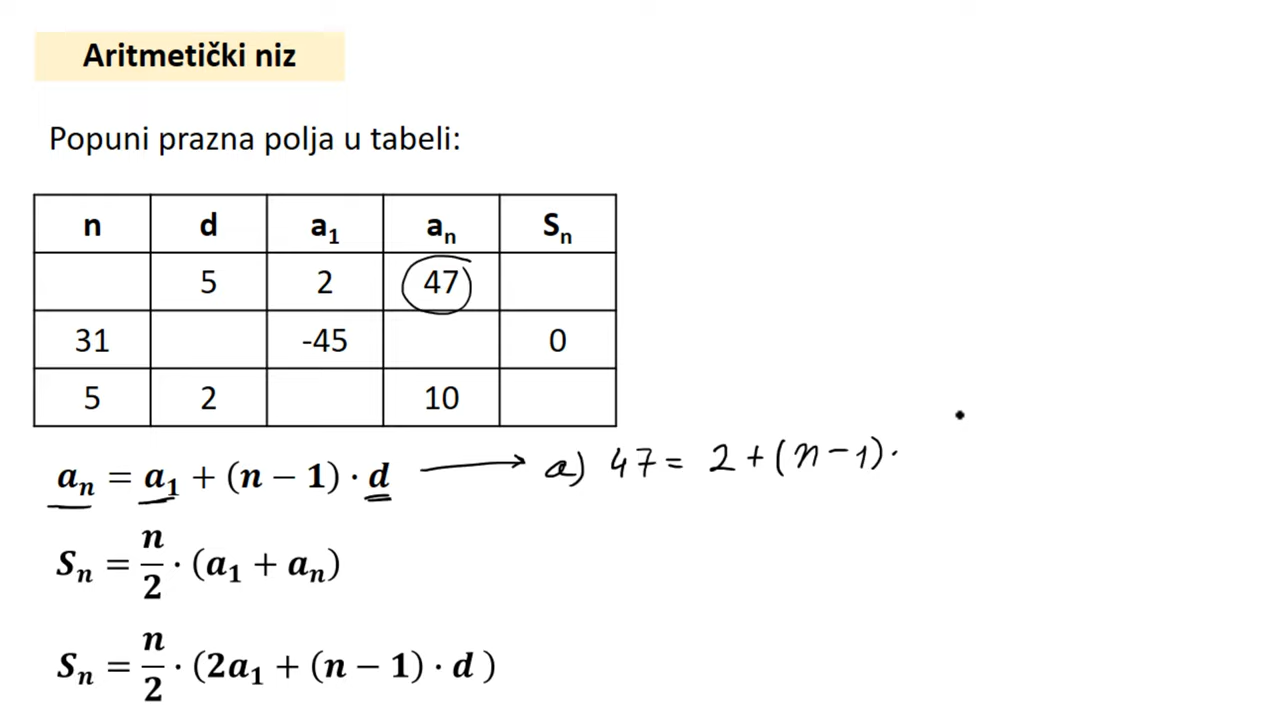 Aritmetički niz
Popuni prazna polja u tabeli:
n d a₁ aₙ Sₙ
5 2 47
31 -45 0
5 2 10
aₙ = a₁ + (n − 1) · d → a) 47 = 2 + (n − 1) ·
Sₙ = n/2 · (a₁ + aₙ)
Sₙ = n/2 · (2a₁ + (n − 1) · d )